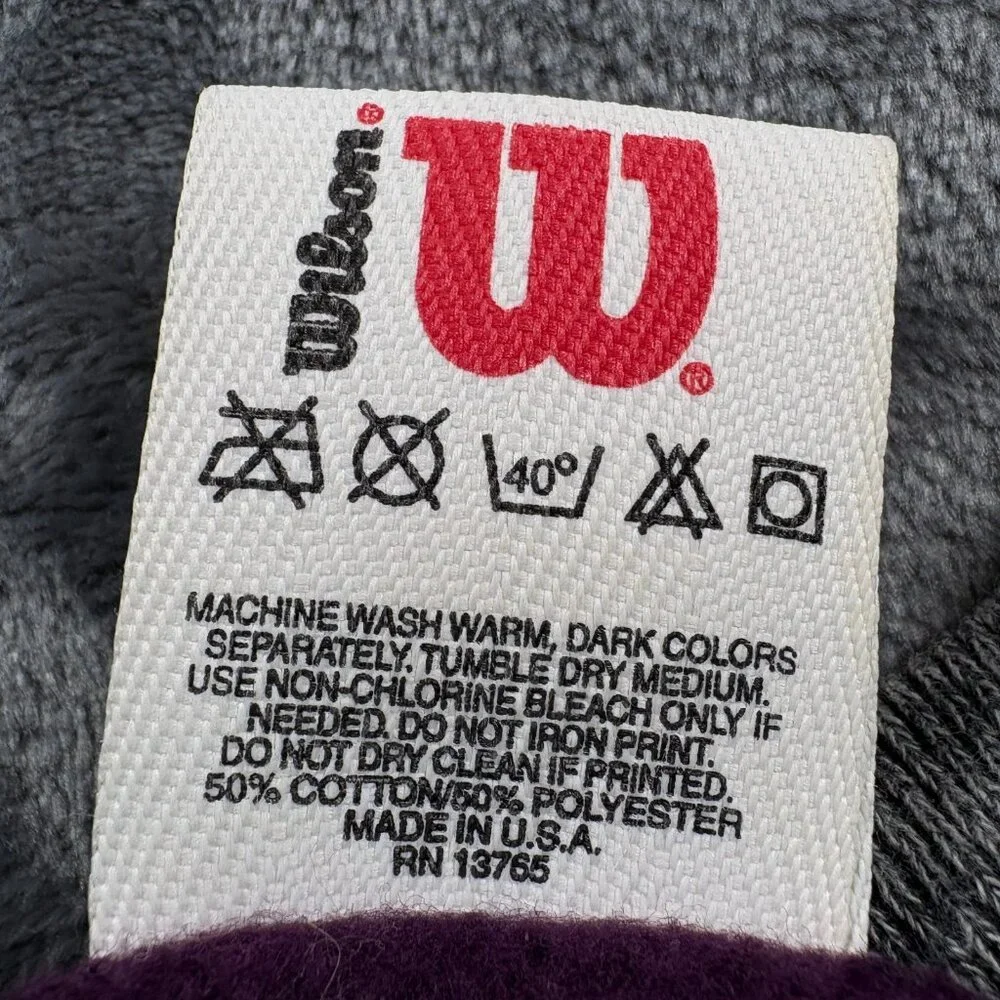 Wilson®
W®
40°
MACHINE WASH WARM, DARK COLORS
SEPARATELY. TUMBLE DRY MEDIUM.
USE NON-CHLORINE BLEACH ONLY IF
NEEDED. DO NOT IRON PRINT.
DO NOT DRY CLEAN IF PRINTED.
50% COTTON/50% POLYESTER
MADE IN U.S.A.
RN 13765